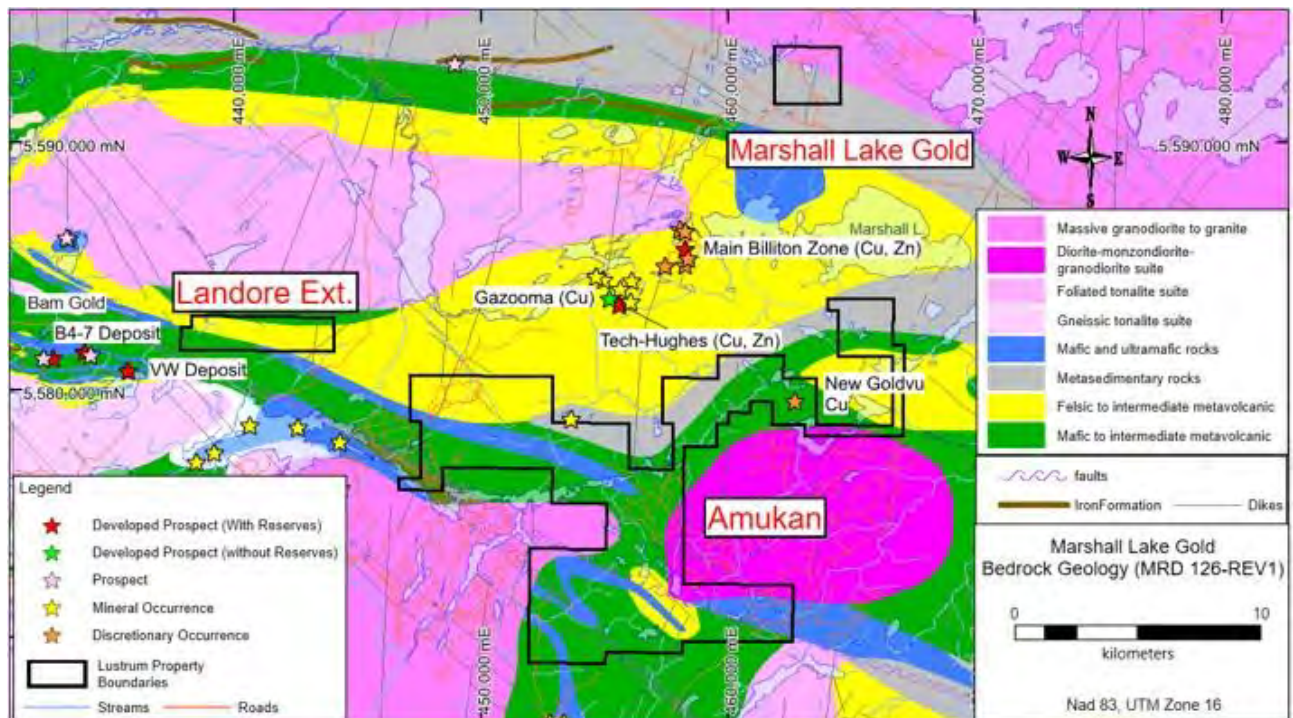 440,000 mE
450,000 mE
460,000 mE
470,000 mE
480,000 mE
5,590,000 mN
5,590,000 mN
N
W E
S
Marshall Lake Gold
Marshall L.
Main Billiton Zone (Cu, Zn)
Landore Ext.
Gazooma (Cu)
Bam Gold
B4-7 Deposit
Tech-Hughes (Cu, Zn)
VW Deposit
5,580,000 mN
New Goldvu
Cu
Amukan
450,000 mE
460,000 mE
Massive granodiorite to granite
Diorite-monzondiorite-
granodiorite suite
Foliated tonalite suite
Gneissic tonalite suite
Mafic and ultramafic rocks
Metasedimentary rocks
Felsic to intermediate metavolcanic
Mafic to intermediate metavolcanic
faults
IronFormation
Dikes
Legend
Developed Prospect (With Reserves)
Developed Prospect (without Reserves)
Prospect
Mineral Occurrence
Discretionary Occurrence
Lustrum Property
Boundaries
Streams
Roads
Marshall Lake Gold
Bedrock Geology (MRD 126-REV1)
0 10
kilometers
Nad 83, UTM Zone 16